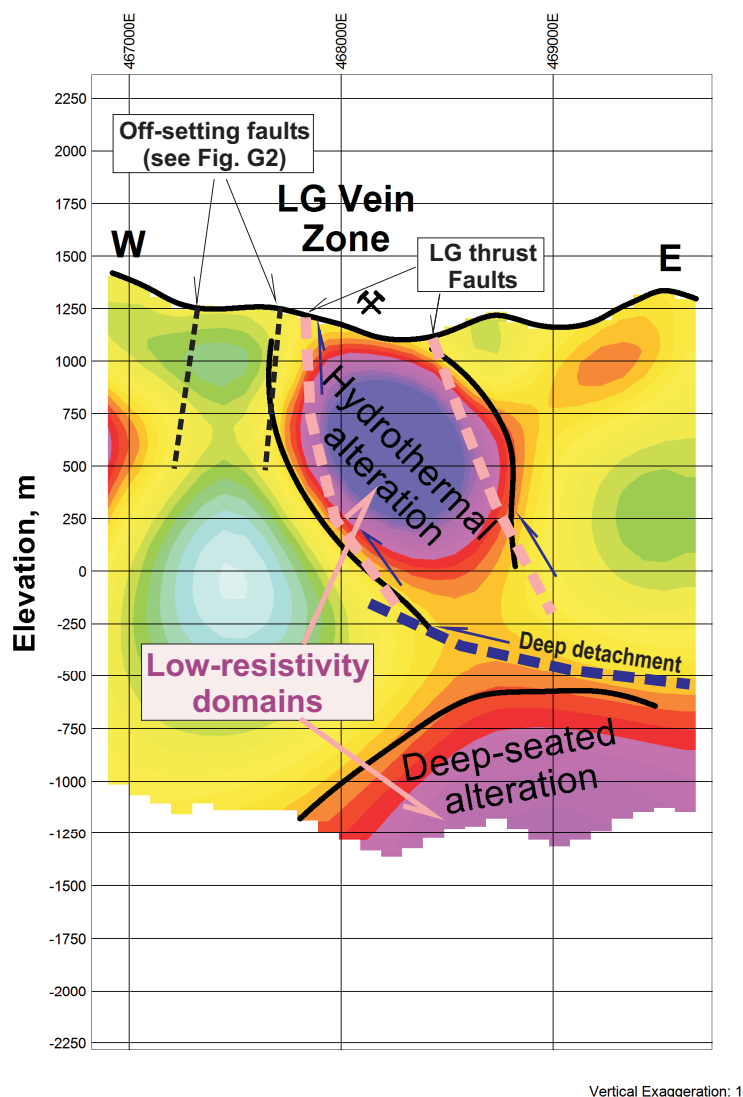 467000E
468000E
469000E
2250
2000
1750
1500
1250
1000
750
500
250
0
-250
-500
-750
-1000
-1250
-1500
-1750
-2000
-2250
Elevation, m
Off-setting faults
(see Fig. G2)
LG Vein
Zone
W
E
LG thrust
Faults
Hydrothermal
alteration
Deep detachment
Low-resistivity
domains
Deep-seated
alteration
Vertical Exaggeration: 1